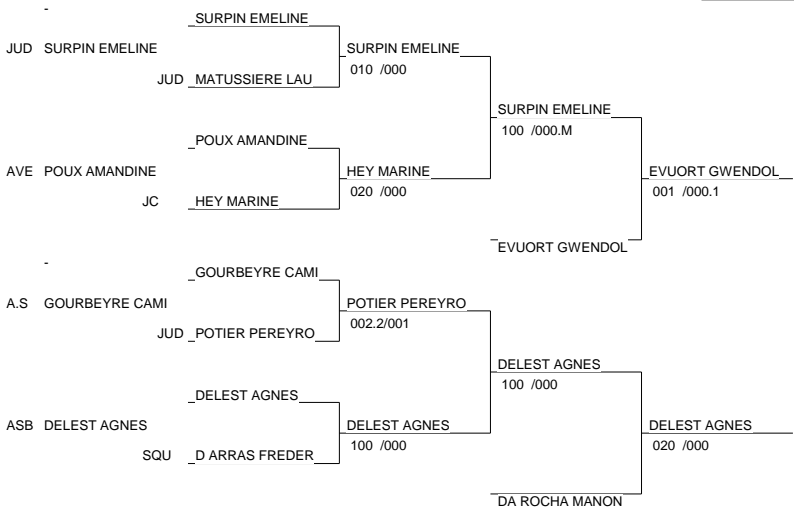 -
SURPIN EMELINE
JUD SURPIN EMELINE
SURPIN EMELINE
010 /000
JUD MATUSSIERE LAU
SURPIN EMELINE
100 /000.M
POUX AMANDINE
AVE POUX AMANDINE
HEY MARINE
020 /000
EVUORT GWENDOL
001 /000.1
JC HEY MARINE
EVUORT GWENDOL
-
GOURBEYRE CAMI
A.S GOURBEYRE CAMI
POTIER PEREYRO
002.2/001
JUD POTIER PEREYRO
DELEST AGNES
100 /000
DELEST AGNES
ASB DELEST AGNES
DELEST AGNES
100 /000
DELEST AGNES
020 /000
SQU D ARRAS FREDER
DA ROCHA MANON